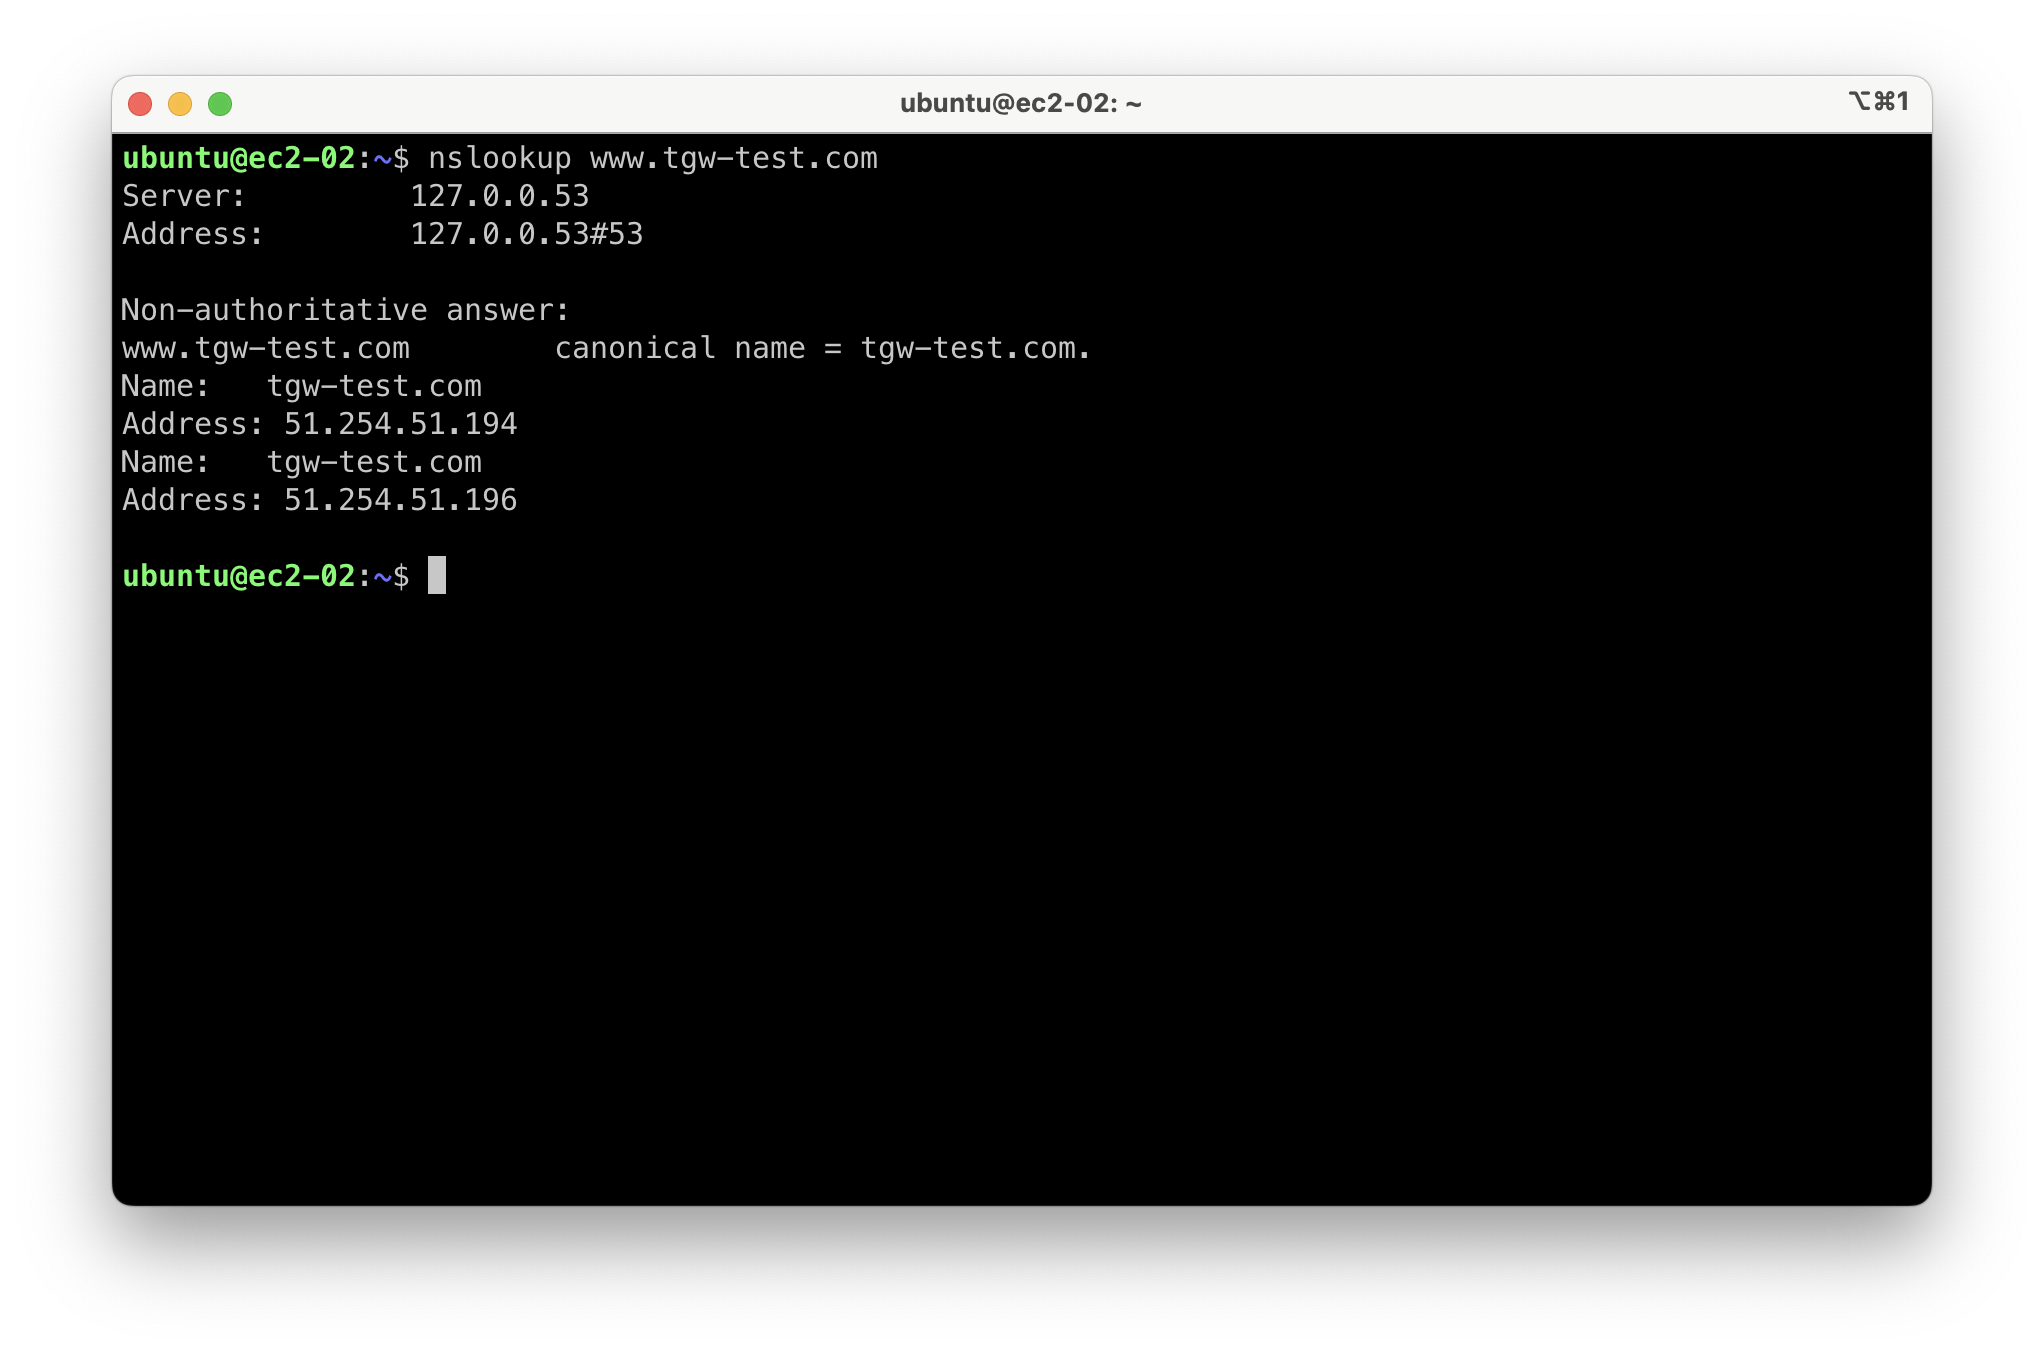 ubuntu@ec2-02: ~
⌥⌘1
ubuntu@ec2-02:~$ nslookup www.tgw-test.com
Server:         127.0.0.53
Address:        127.0.0.53#53
Non-authoritative answer:
www.tgw-test.com        canonical name = tgw-test.com.
Name:   tgw-test.com
Address: 51.254.51.194
Name:   tgw-test.com
Address: 51.254.51.196
ubuntu@ec2-02:~$